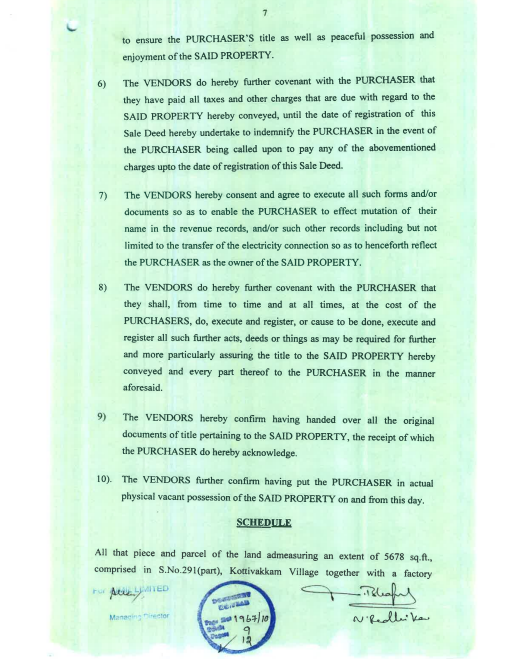 7
to ensure the PURCHASER'S title as well as peaceful possession and
enjoyment of the SAID PROPERTY.
6) The VENDORS do hereby further covenant with the PURCHASER that
they have paid all taxes and other charges that are due with regard to the
SAID PROPERTY hereby conveyed, until the date of registration of this
Sale Deed hereby undertake to indemnify the PURCHASER in the event of
the PURCHASER being called upon to pay any of the abovementioned
charges upto the date of registration of this Sale Deed.
7) The VENDORS hereby consent and agree to execute all such forms and/or
documents so as to enable the PURCHASER to effect mutation of their
name in the revenue records, and/or such other records including but not
limited to the transfer of the electricity connection so as to henceforth reflect
the PURCHASER as the owner of the SAID PROPERTY.
8) The VENDORS do hereby further covenant with the PURCHASER that
they shall, from time to time and at all times, at the cost of the
PURCHASERS, do, execute and register, or cause to be done, execute and
register all such further acts, deeds or things as may be required for further
and more particularly assuring the title to the SAID PROPERTY hereby
conveyed and every part thereof to the PURCHASER in the manner
aforesaid.
9) The VENDORS hereby confirm having handed over all the original
documents of title pertaining to the SAID PROPERTY, the receipt of which
the PURCHASER do hereby acknowledge.
10). The VENDORS further confirm having put the PURCHASER in actual
physical vacant possession of the SAID PROPERTY on and from this day.
SCHEDULE
All that piece and parcel of the land admeasuring an extent of 5678 sq.ft.,
comprised in S.No.291(part), Kottivakkam Village together with a factory
For LIMITED
Managing Director
1967/10
9